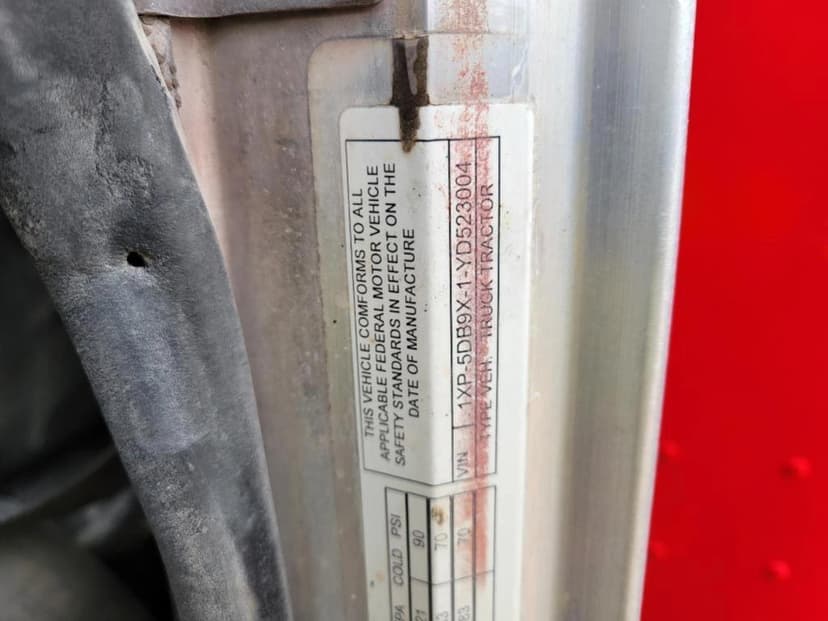 THIS VEHICLE COMFORMS TO ALL
APPLICABLE FEDERAL MOTOR VEHICLE
SAFETY STANDARDS IN EFFECT ON THE
DATE OF MANUFACTURE
VIN 1XP-5DB9X-1-YD523004
TYPE VEH. TRUCK TRACTOR
COLD PSI
90
70
70